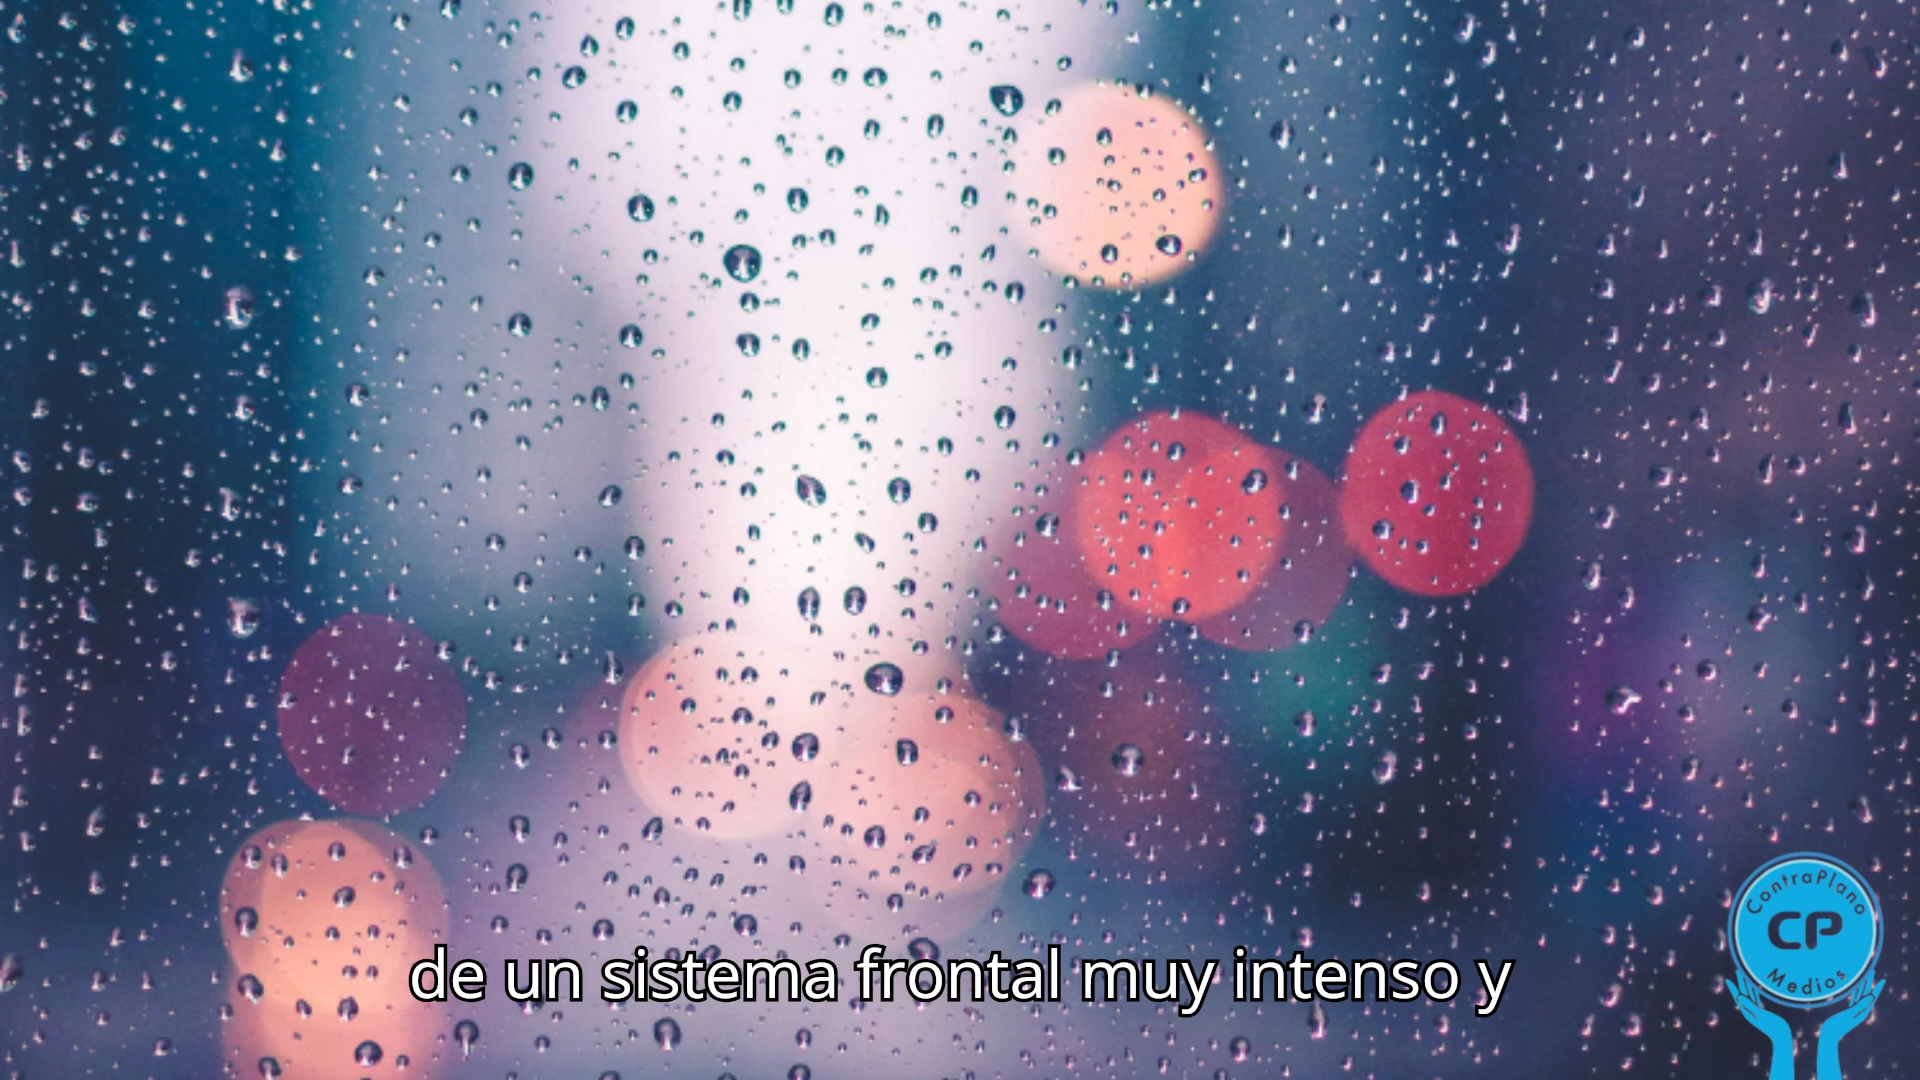 ContraPlano
CP
Medios
de un sistema frontal muy intenso y